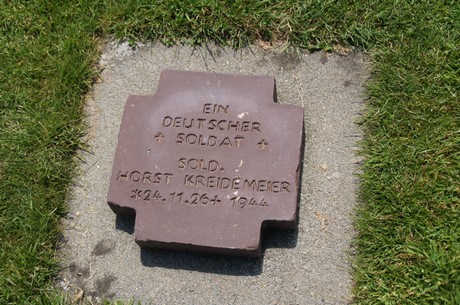 EIN
DEUTSCHER
+ SOLDAT +
SOLD.
HORST KREIDEMEIER
*24.11.26+ 1944